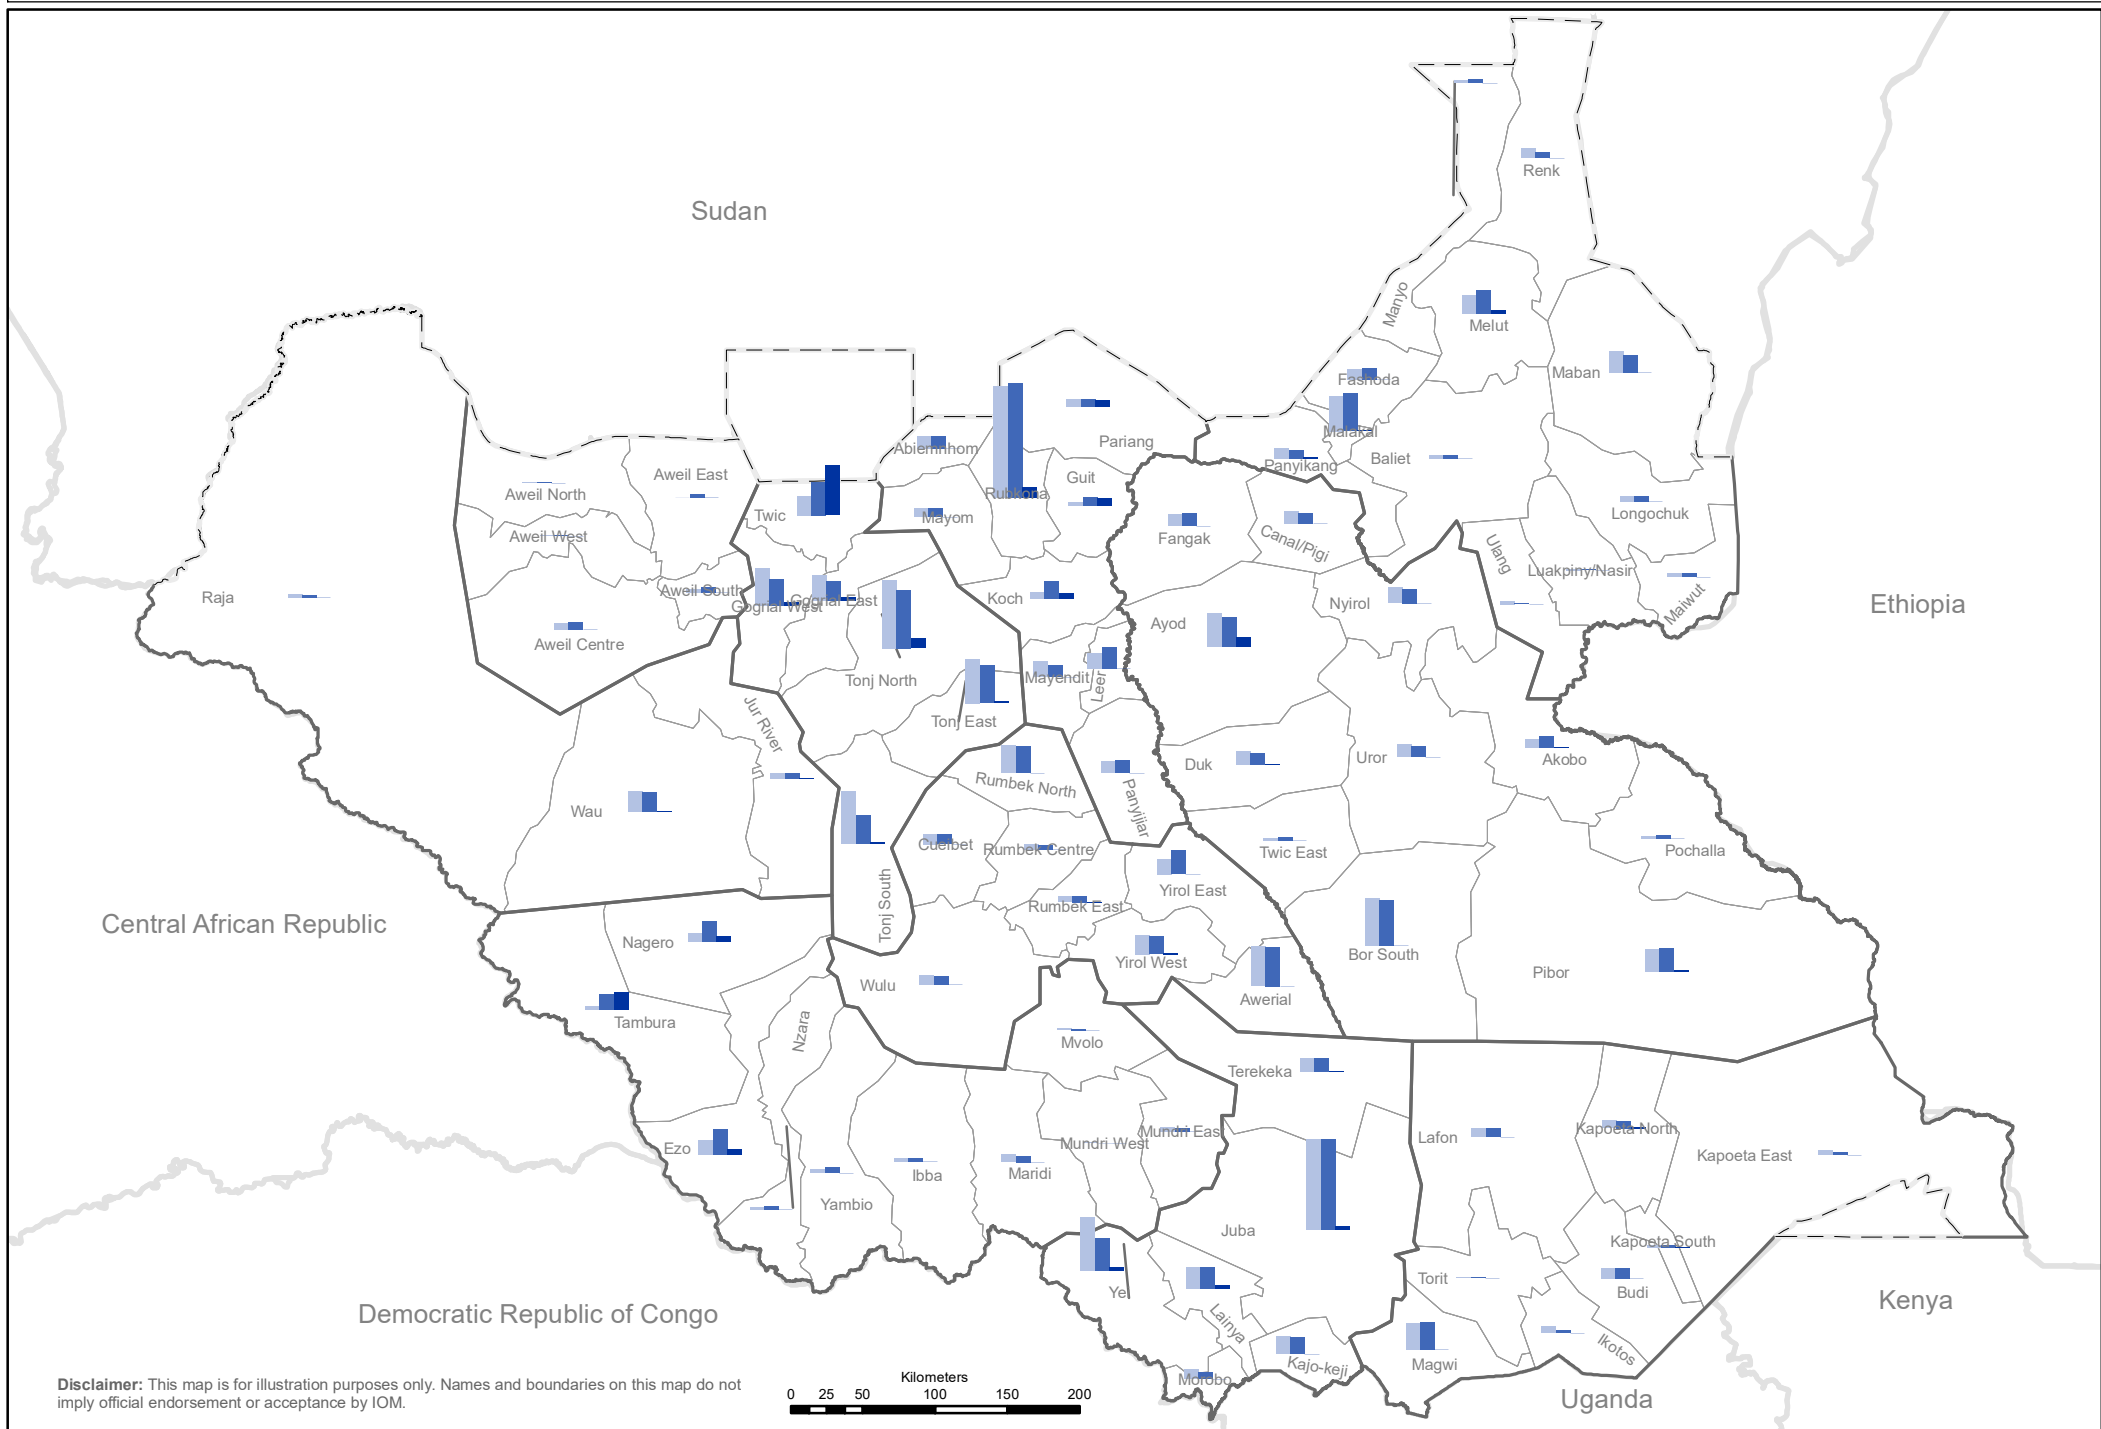 Sudan
Renk
Manyo
Melut
Maban
Fashoda
Malakal
Abiemnhom
Pariang
Panyikang
Baliet
Aweil East
Guit
Aweil North
Rubkona
Longochuk
Twic
Mayom
Aweil West
Fangak
Canal/Pigi
Ulang
Luakpiny/Nasir
Raja
Aweil South
Gogrial West
Gogrial East
Koch
Nyirol
Maiwut
Ethiopia
Aweil Centre
Ayod
Tonj North
Mayendit
Leer
Jur River
Tonj East
Duk
Uror
Akobo
Rumbek North
Panyijiar
Wau
Cueibet
Rumbek Centre
Twic East
Pochalla
Yirol East
Tonj South
Rumbek East
Central African Republic
Nagero
Yirol West
Bor South
Pibor
Wulu
Awerial
Tambura
Nzara
Mvolo
Terekeka
Mundri East
Mundri West
Lafon
Kapoeta North
Kapoeta East
Ezo
Ibba
Maridi
Yambio
Juba
Kapoeta South
Torit
Budi
Yei
Lainya
Kenya
Democratic Republic of Congo
Ikotos
Magwi
Kajo-keji
Morobo
Uganda
Disclaimer: This map is for illustration purposes only. Names and boundaries on this map do not
imply official endorsement or acceptance by IOM.
Kilometers
0 25 50 100 150 200